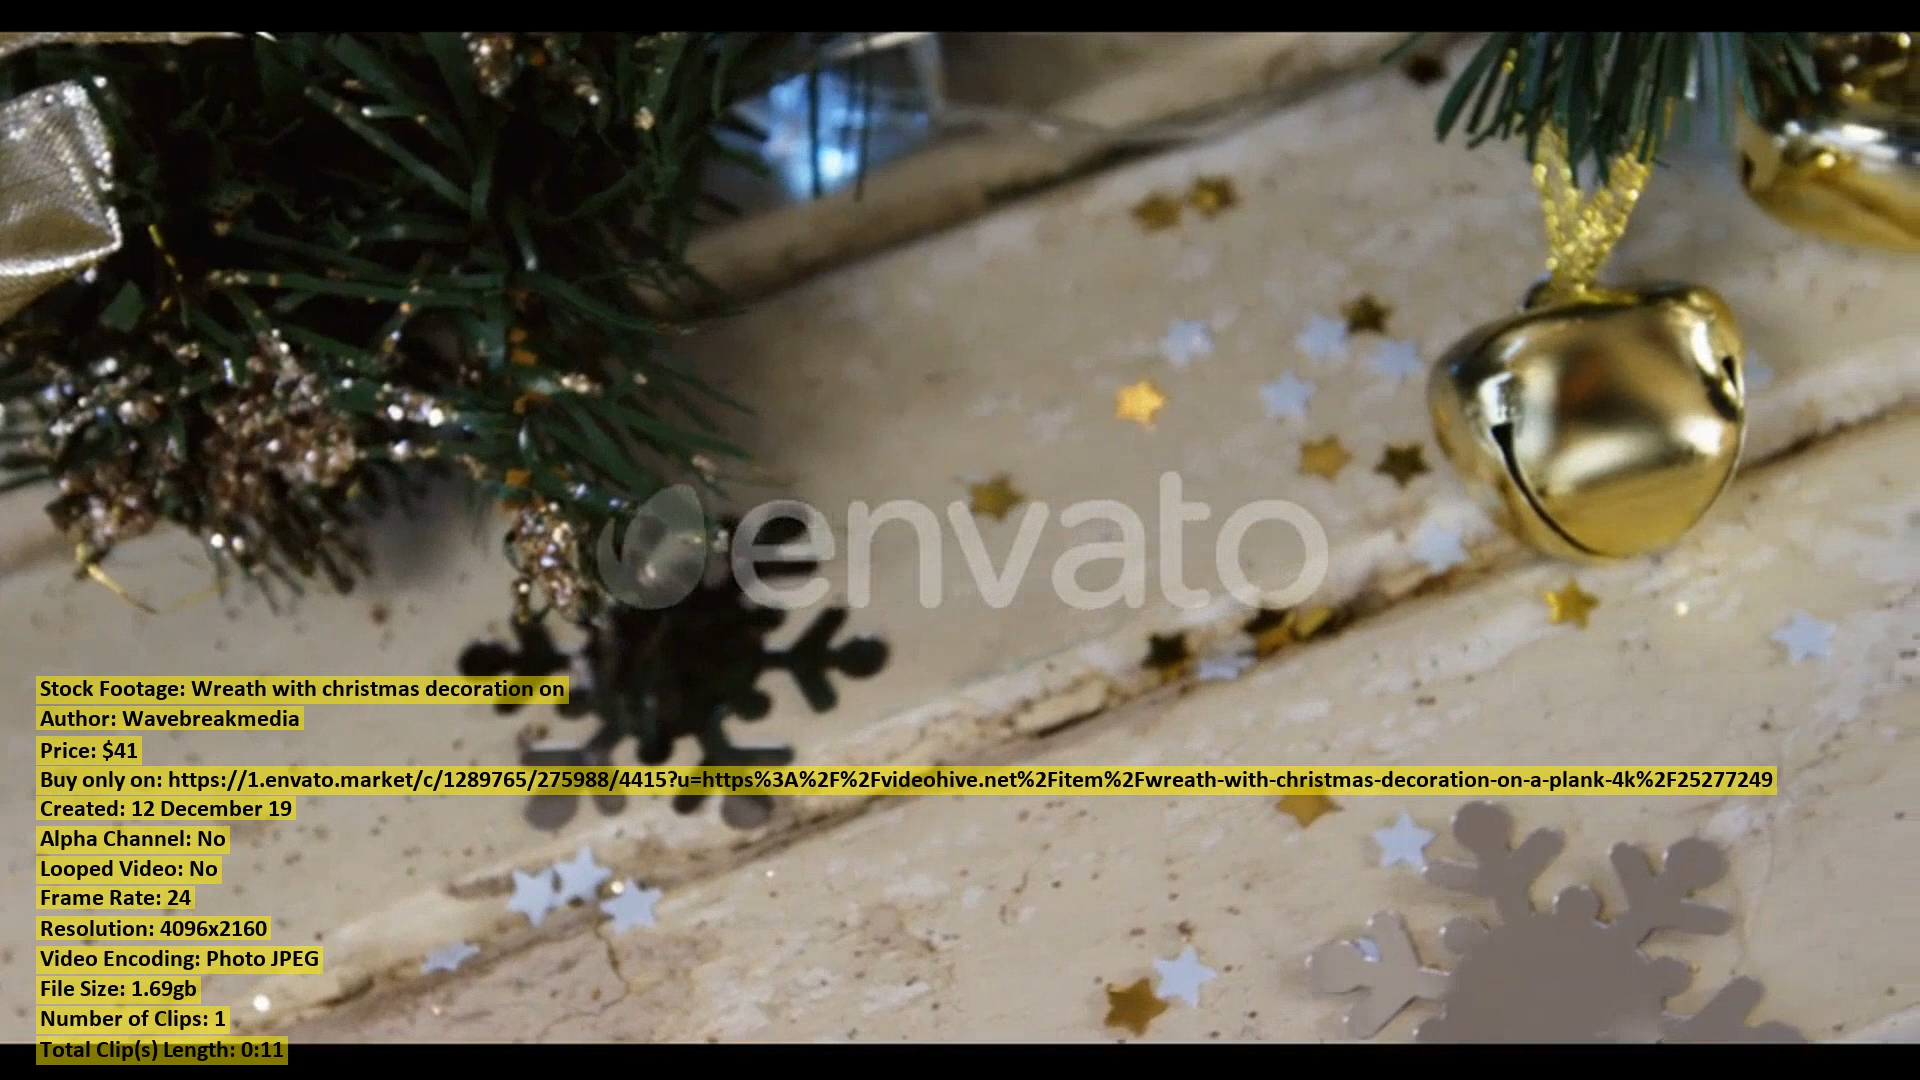 envato
Stock Footage: Wreath with christmas decoration on
Author: Wavebreakmedia
Price: $41
Buy only on: https://1.envato.market/c/1289765/275988/4415?u=https%3A%2F%2Fvideohive.net%2Fitem%2Fwreath-with-christmas-decoration-on-a-plank-4k%2F25277249
Created: 12 December 19
Alpha Channel: No
Looped Video: No
Frame Rate: 24
Resolution: 4096x2160
Video Encoding: Photo JPEG
File Size: 1.69gb
Number of Clips: 1
Total Clip(s) Length: 0:11